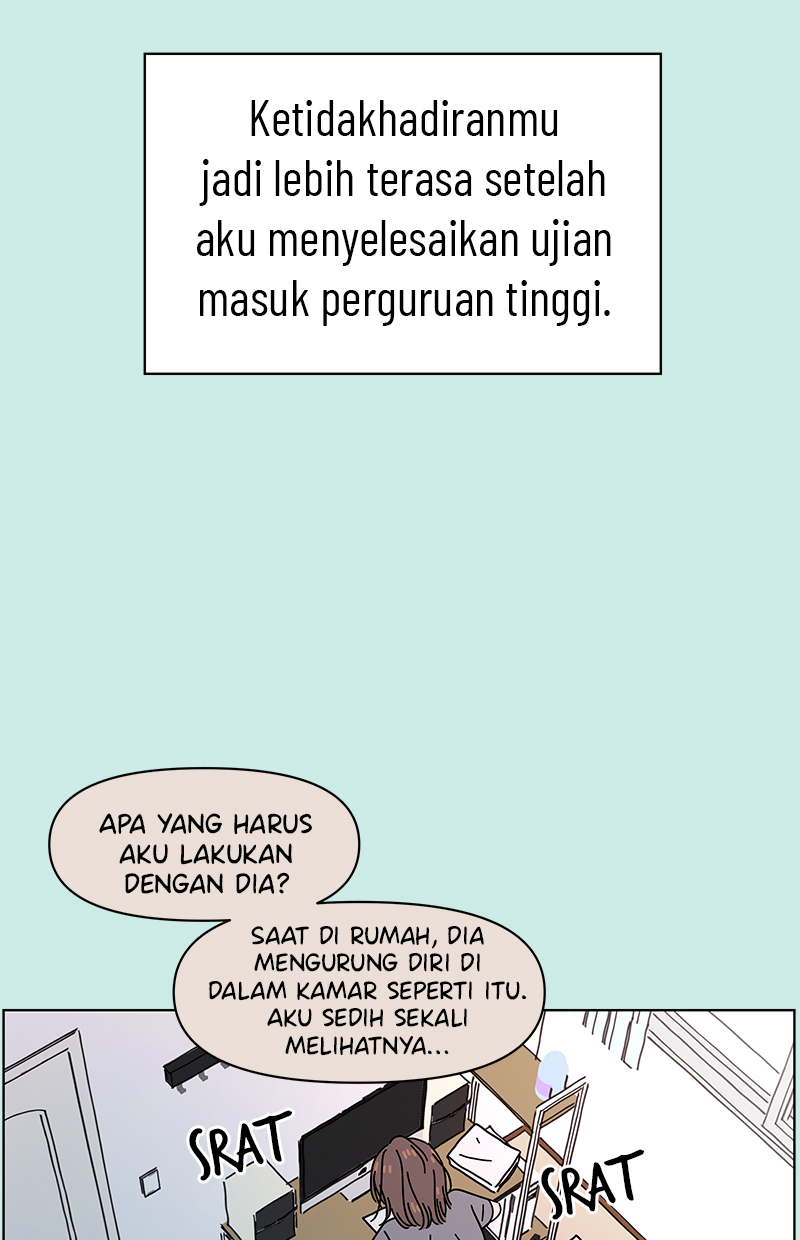 Ketidakhadiranmu
jadi lebih terasa setelah
aku menyelesaikan ujian
masuk perguruan tinggi.
APA YANG HARUS
AKU LAKUKAN
DENGAN DIA?
SAAT DI RUMAH, DIA
MENGURUNG DIRI DI
DALAM KAMAR SEPERTI ITU.
AKU SEDIH SEKALI
MELIHATNYA...
SRAT
SRAT